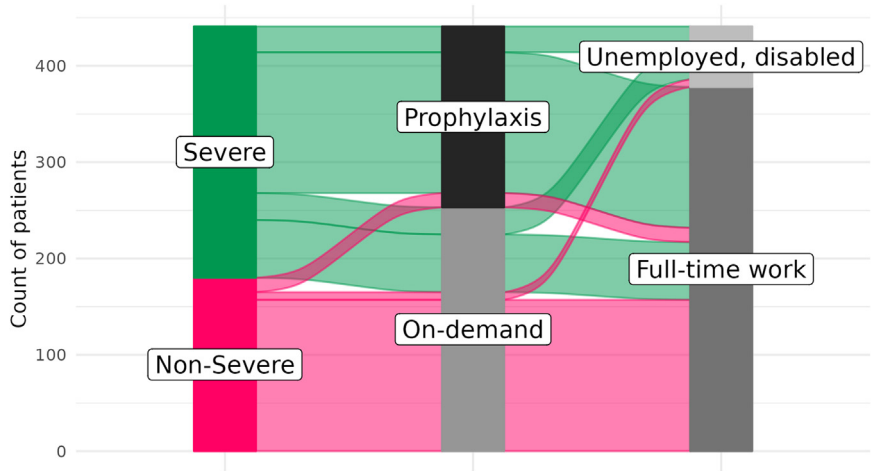 Count of patients
400
300
200
100
0
Unemployed, disabled
Prophylaxis
Severe
Full-time work
On-demand
Non-Severe